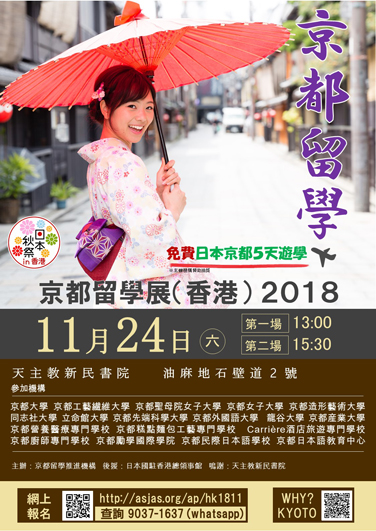 京都留學
日本
秋祭
in 香港
免費日本京都5天遊學
京都留學展(香港)2018
11月24日 六
第一場 13:00
第二場 15:30
天主教新民書院 油麻地石壁道2號
參加機構
京都大學 京都工藝纖維大學 京都聖母院女子大學 京都女子大學 京都造形藝術大學
同志社大學 立命館大學 京都先端科學大學 京都外國語大學 龍谷大學 京都産業大學
京都營養醫療專門學校 京都糕點麵包工藝專門學校 Carrière酒店旅遊專門學校
京都廚師專門學校 京都勵學國際學院 京都民際日本語學校 京都日本語教育中心
主辦：京都留學推進機構 後援：日本國駐香港總領事館 鳴謝：天主教新民書院
網上
報名
http://asjas.org/ap/hk1811
查詢 9037-1637 (whatsapp)
WHY?
KYOTO